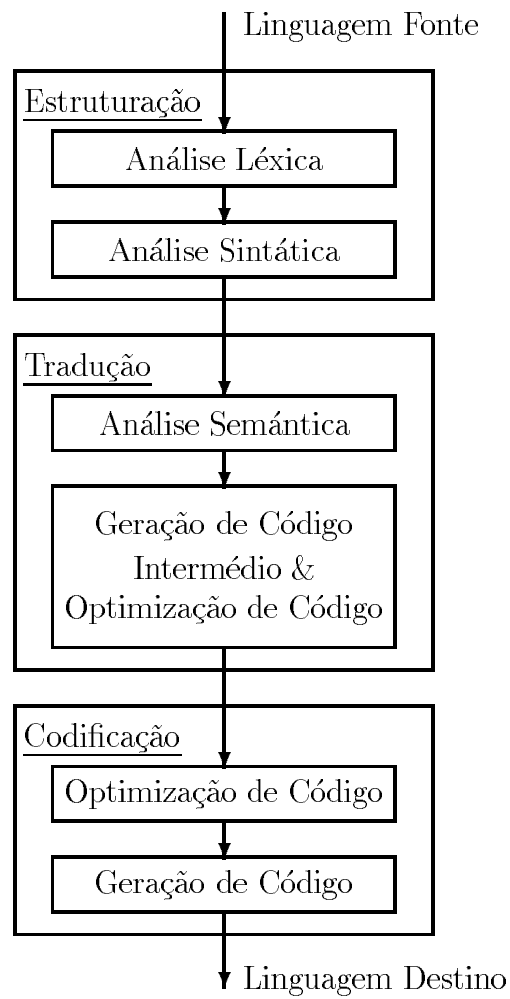 Linguagem Fonte
Estruturação
Análise Léxica
Análise Sintática
Tradução
Análise Semántica
Geração de Código
Intermédio &
Optimização de Código
Codificação
Optimização de Código
Geração de Código
Linguagem Destino